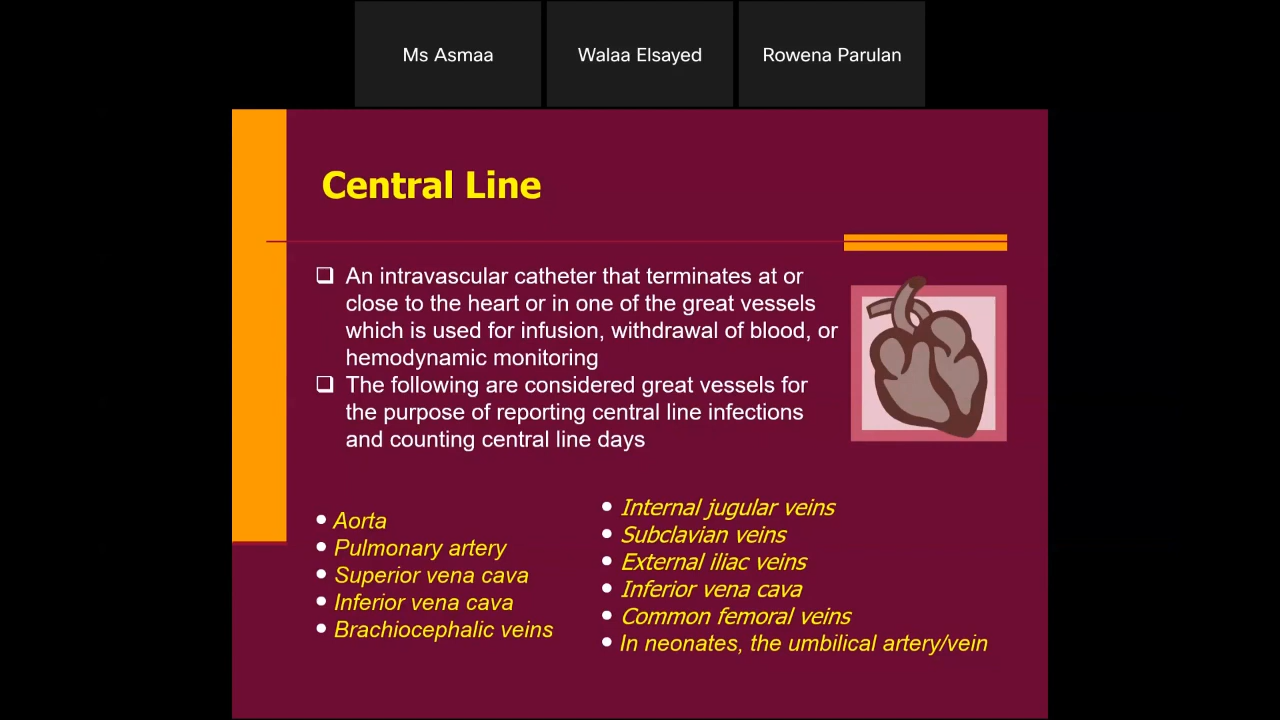 Ms Asmaa
Walaa Elsayed
Rowena Parulan
Central Line
An intravascular catheter that terminates at or
close to the heart or in one of the great vessels
which is used for infusion, withdrawal of blood, or
hemodynamic monitoring
The following are considered great vessels for
the purpose of reporting central line infections
and counting central line days
Aorta
Pulmonary artery
Superior vena cava
Inferior vena cava
Brachiocephalic veins
Internal jugular veins
Subclavian veins
External iliac veins
Inferior vena cava
Common femoral veins
In neonates, the umbilical artery/vein